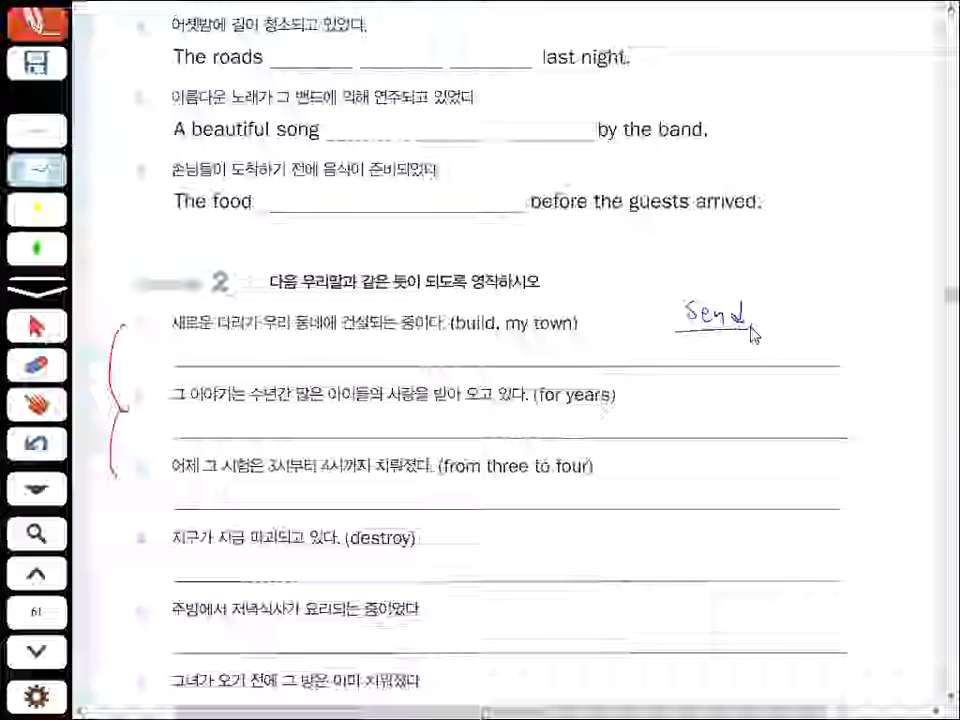 어젯밤에 길이 청소되고 있었다.
The roads ____ ____ ____ last night.
아름다운 노래가 그 밴드에 의해 연주되고 있었다
A beautiful song ____ ____ by the band.
손님들이 도착하기 전에 음식이 준비되었다
The food ____ before the guests arrived.
2 다음 우리말과 같은 뜻이 되도록 영작하시오
새로운 다리가 우리 동네에 건설되는 중이다. (build, my town)
Send
그 이야기는 수년간 많은 아이들의 사랑을 받아 오고 있다. (for years)
어제 그 시험은 3시부터 4시까지 치뤄졌다. (from three to four)
지구가 지금 파괴되고 있다. (destroy)
주방에서 저녁식사가 요리되는 중이었다
그녀가 오기 전에 그 방은 이미 치워졌다
61